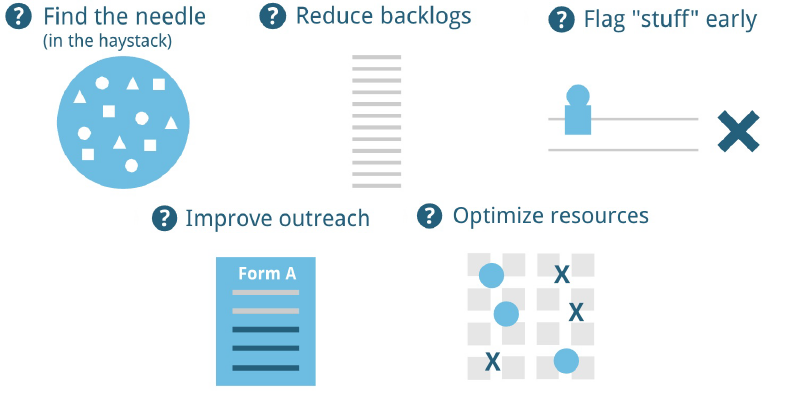 ? Find the needle
(in the haystack)
? Reduce backlogs
? Flag "stuff" early
? Improve outreach
Form A
? Optimize resources
X
X
X